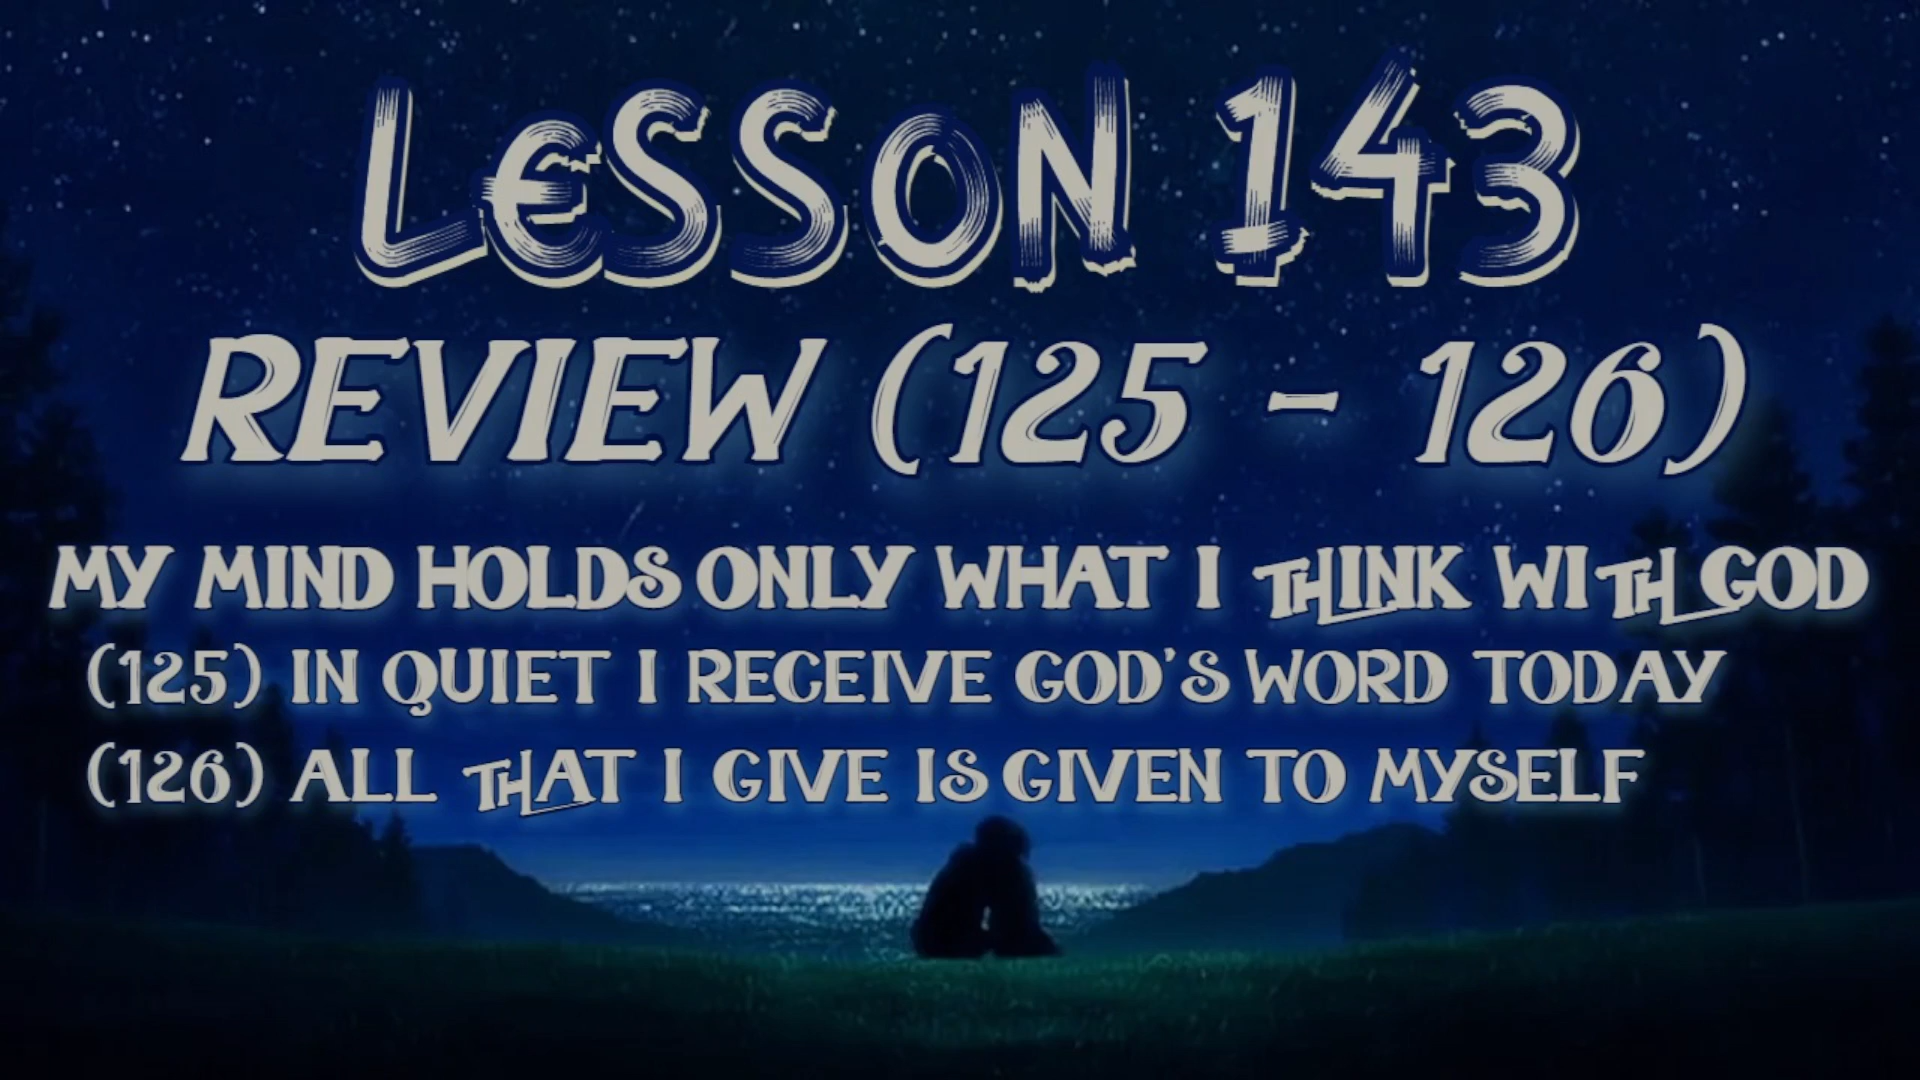 LeSSON 143
REVIEW (125 - 126)
MY MIND HOLDS ONLY WHAT I THINK WITH GOD
(125) IN QUIET I RECEIVE GOD'S WORD TODAY
(126) ALL THAT I GIVE IS GIVEN TO MYSELF